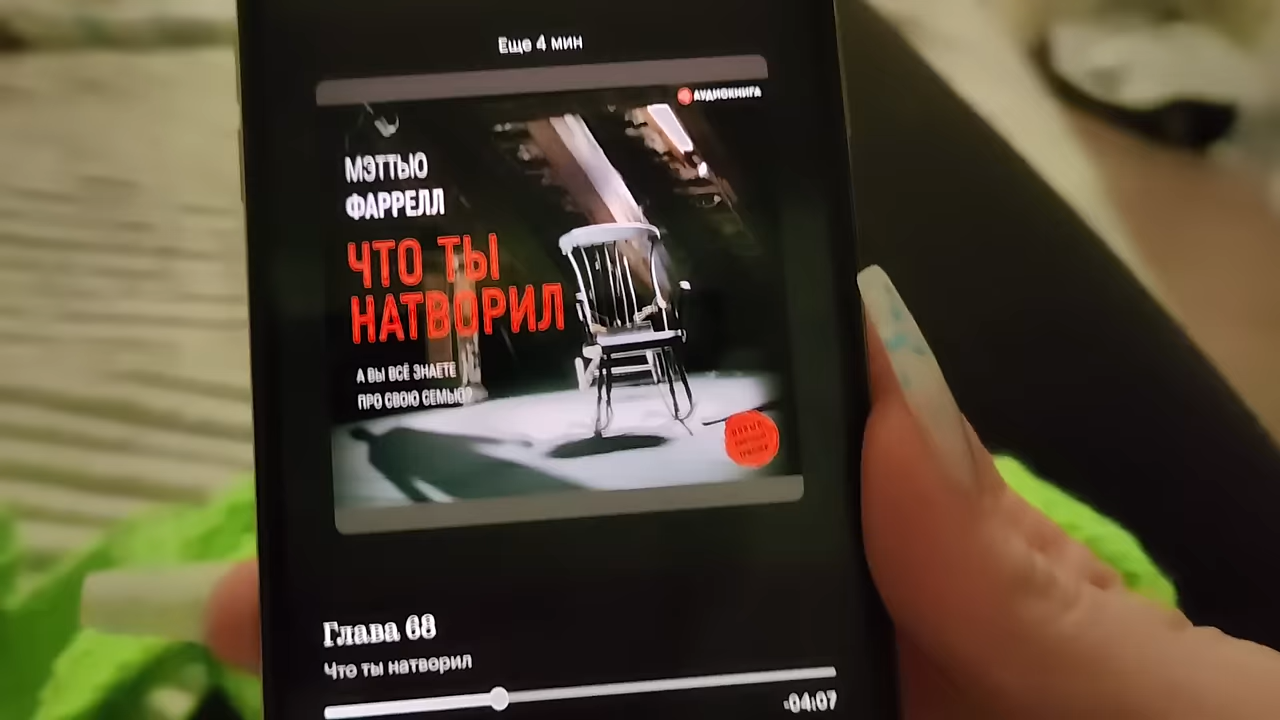 Еще 4 мин
АУДИОКНИГА
МЭТТЬЮ
ФАРРЕЛЛ
ЧТО ТЫ
НАТВОРИЛ
А ВЫ ВСЁ ЗНАЕТЕ
ПРО СВОЮ СЕМЬЮ?
Глава 68
Что ты натворил
-04:07